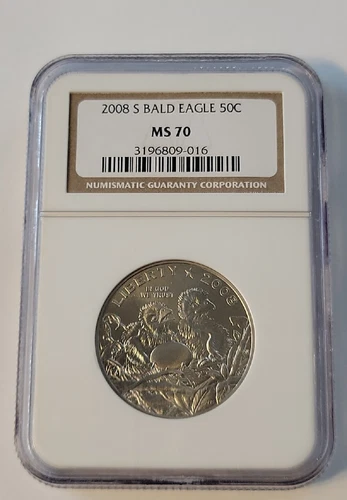 2008 S BALD EAGLE 50C
MS 70
3196809-016
NUMISMATIC GUARANTY CORPORATION
LIBERTY ★ 2008
IN GOD
WE TRUST